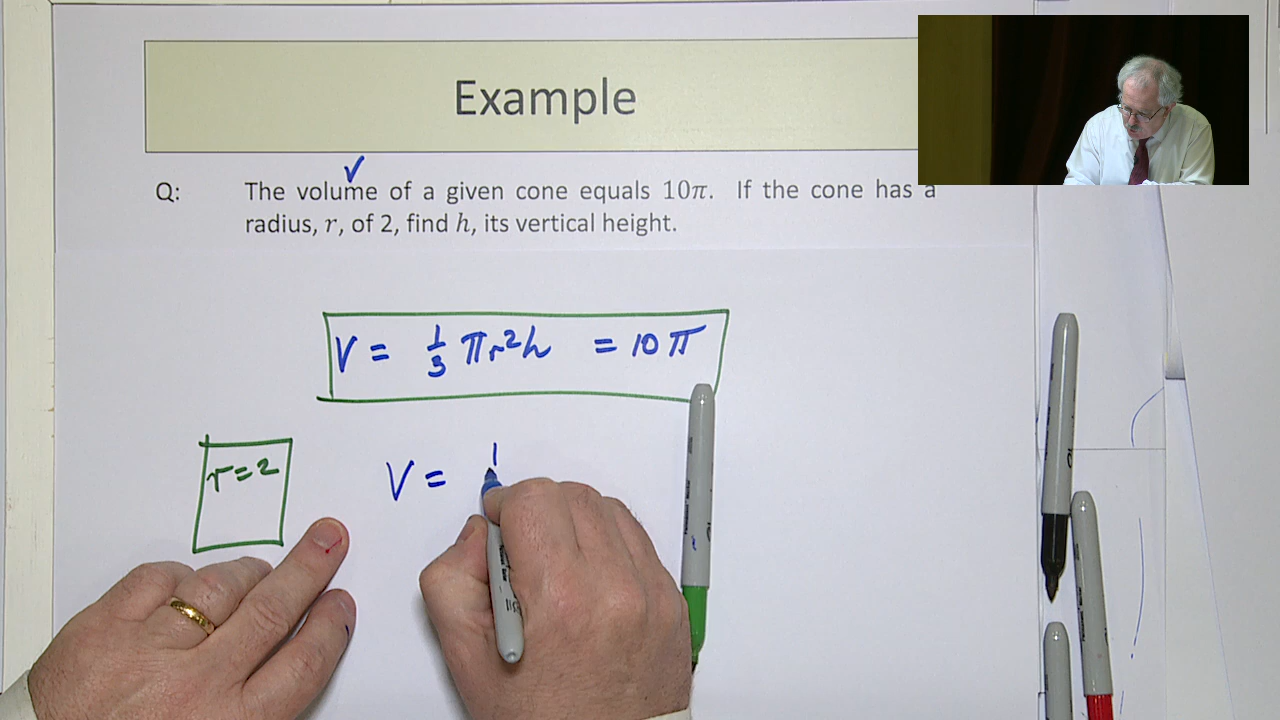 Example
Q: The volume of a given cone equals 10π. If the cone has a
radius, r, of 2, find h, its vertical height.
V = 1/3 πr²h = 10π
r=2
V = 1